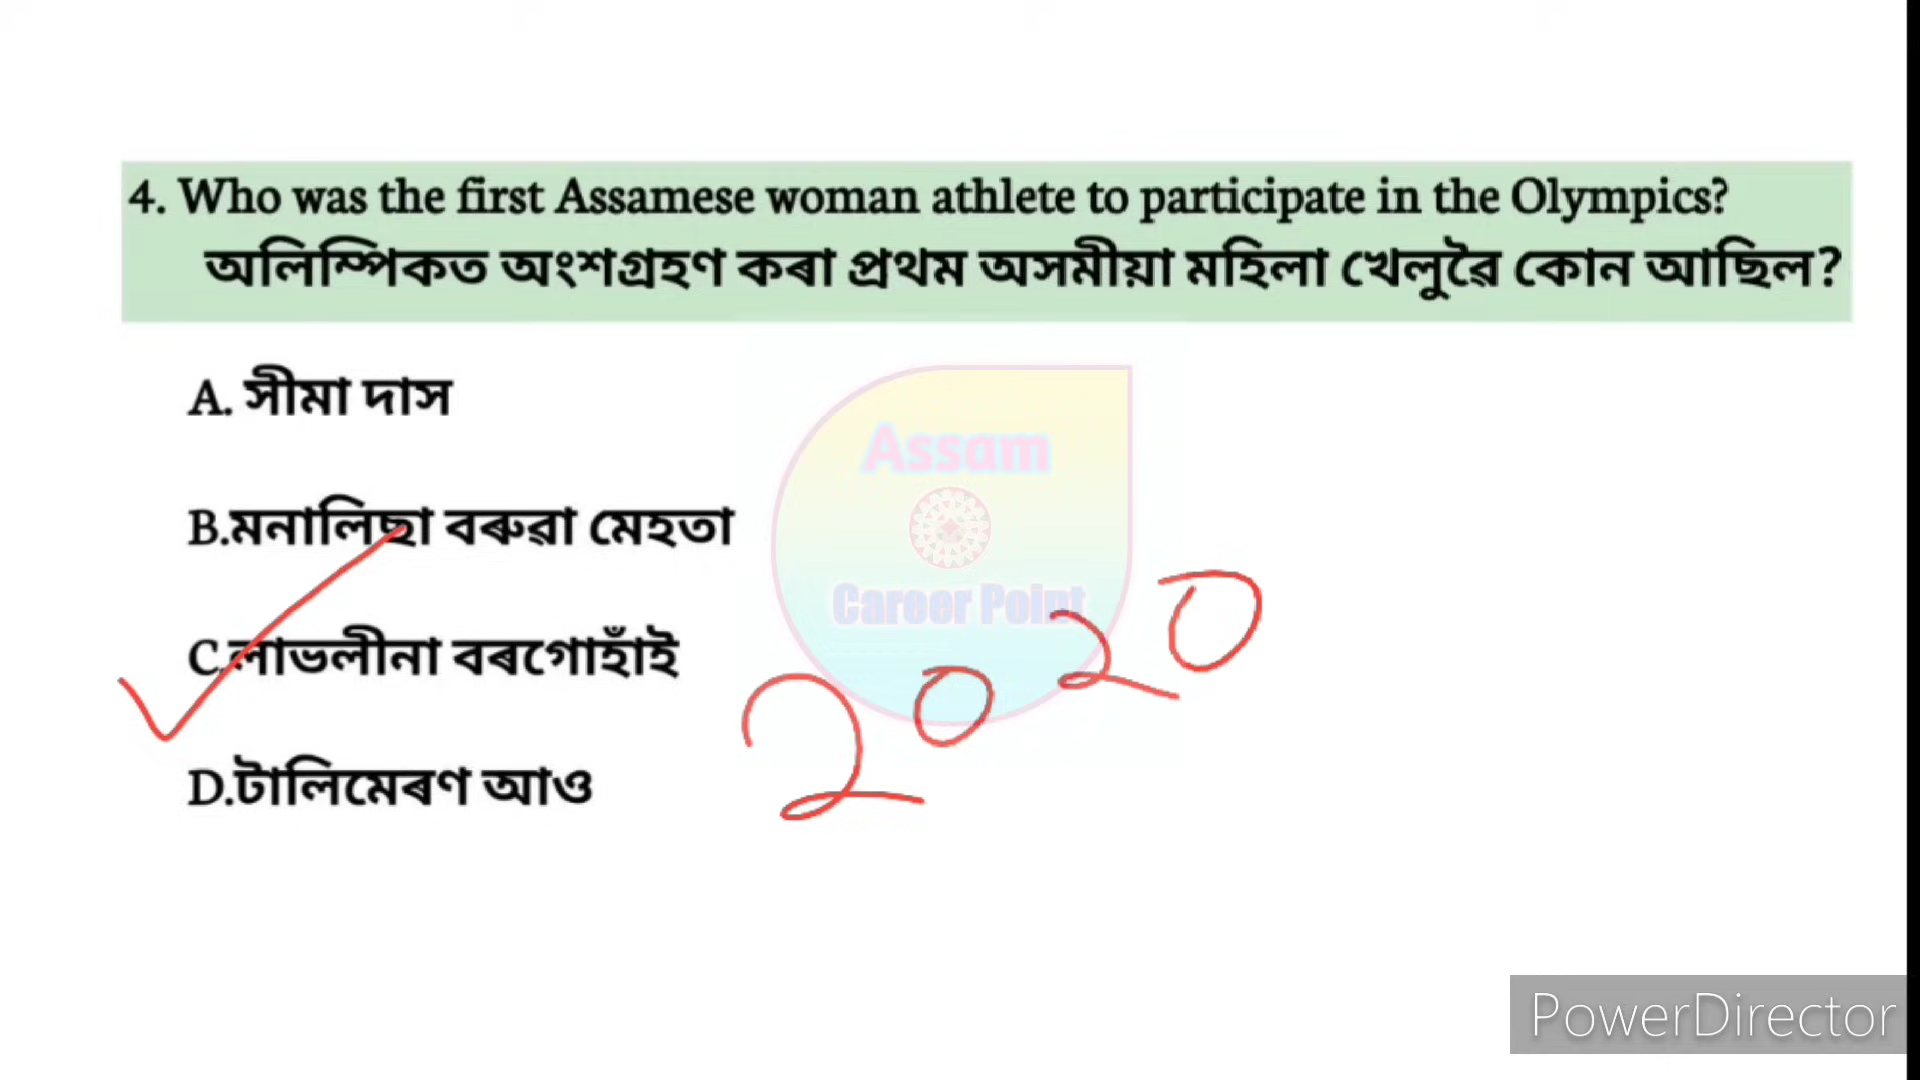 4. Who was the first Assamese woman athlete to participate in the Olympics?
অলিম্পিকত অংশগ্ৰহণ কৰা প্ৰথম অসমীয়া মহিলা খেলুৱৈ কোন আছিল?
A. সীমা দাস
B.মনালিছা বৰুৱা মেহতা
C.লাভলীনা বৰগোহাঁই
D.টালিমেৰণ আও
Assam
Career Point
2020
PowerDirector